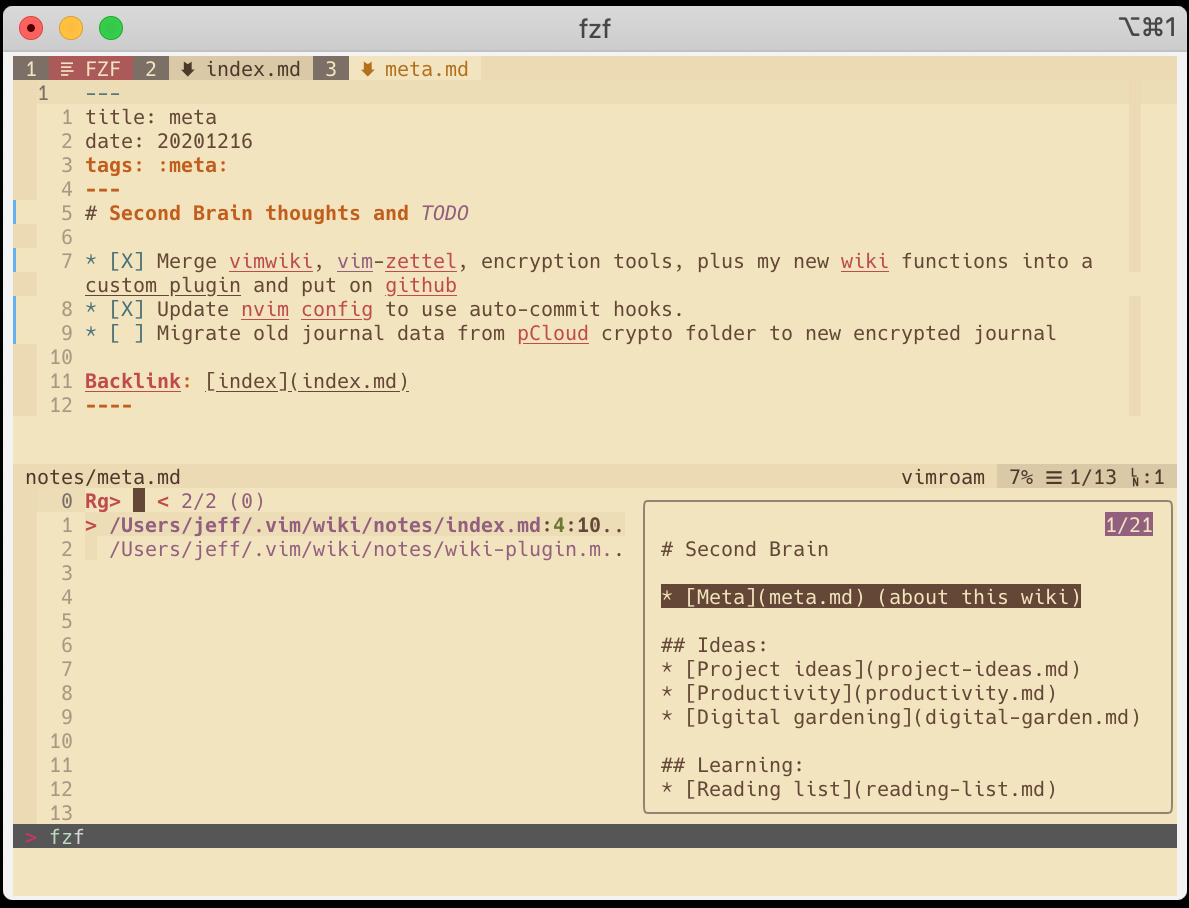 fzf
⌥⌘1
1 FZF 2 index.md 3 meta.md
1 ---
1 title: meta
2 date: 20201216
3 tags: :meta:
4 ---
5 # Second Brain thoughts and TODO
6
7 * [X] Merge vimwiki, vim-zettel, encryption tools, plus my new wiki functions into a
custom plugin and put on github
8 * [X] Update nvim config to use auto-commit hooks.
9 * [ ] Migrate old journal data from pCloud crypto folder to new encrypted journal
10
11 Backlink: [index](index.md)
12 ----
notes/meta.md vimroam 7% ☰ 1/13 LN:1
0 Rg> < 2/2 (0)
1 > /Users/jeff/.vim/wiki/notes/index.md:4:10..
2 /Users/jeff/.vim/wiki/notes/wiki-plugin.m..
3
4
5
6
7
8
9
10
11
12
13
1/21
# Second Brain
* [Meta](meta.md) (about this wiki)
## Ideas:
* [Project ideas](project-ideas.md)
* [Productivity](productivity.md)
* [Digital gardening](digital-garden.md)
## Learning:
* [Reading list](reading-list.md)
> fzf